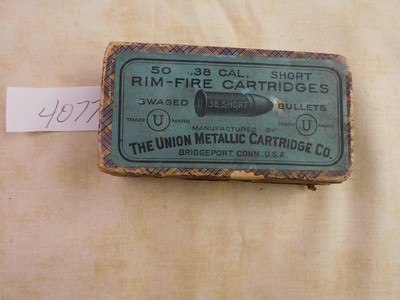 4077
50 .38 CAL. SHORT
RIM-FIRE CARTRIDGES
SWAGED U 38 SHORT BULLETS
TRADE U MARK TRADE U MARK
MANUFACTURED BY
THE UNION METALLIC CARTRIDGE CO.
BRIDGEPORT, CONN., U.S.A.